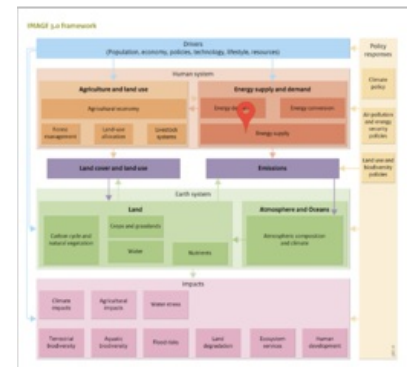 IMAGE 3.0 framework
Drivers
(Population, economy, policies, technology, lifestyle, resources)
Policy
responses
Human system
Agriculture and land use
Energy supply and demand
Climate
policy
Agricultural economy
Energy
Energy conversion
Air pollution
and energy
security
policies
Forest
management
Land-use
allocation
Livestock
systems
Energy supply
Land cover and land use
Emissions
Land use and
biodiversity
policies
Earth system
Land
Atmosphere and Oceans
Carbon cycle and
natural vegetation
Crops and grasslands
Water
Nutrients
Atmospheric composition
and climate
Impacts
Climate
impacts
Agricultural
impacts
Water stress
Terrestrial
biodiversity
Aquatic
biodiversity
Flood risks
Land
degradation
Ecosystem
services
Human
development